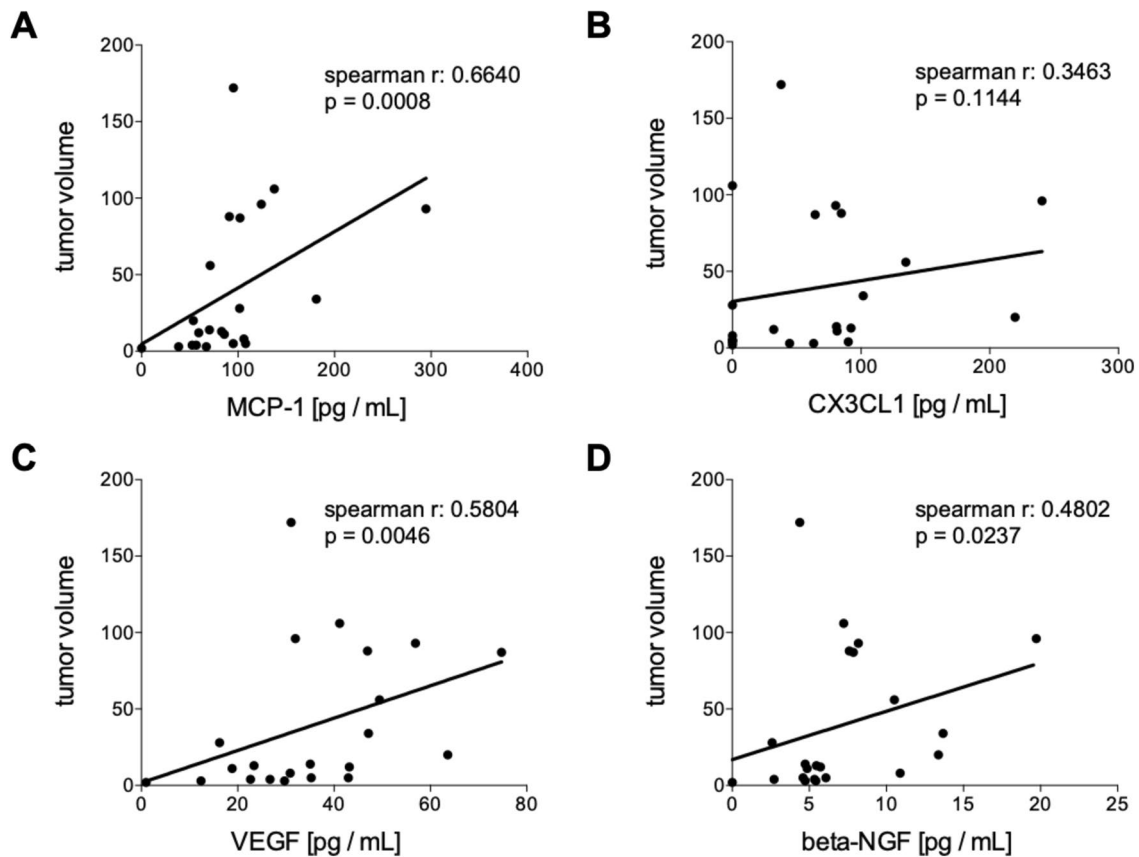 A
200
150
100
50
0
tumor volume
spearman r: 0.6640
p = 0.0008
0 100 200 300 400
MCP-1 [pg / mL]
B
200
150
100
50
0
tumor volume
spearman r: 0.3463
p = 0.1144
0 100 200 300
CX3CL1 [pg / mL]
C
200
150
100
50
0
tumor volume
spearman r: 0.5804
p = 0.0046
0 20 40 60 80
VEGF [pg / mL]
D
200
150
100
50
0
tumor volume
spearman r: 0.4802
p = 0.0237
0 5 10 15 20 25
beta-NGF [pg / mL]